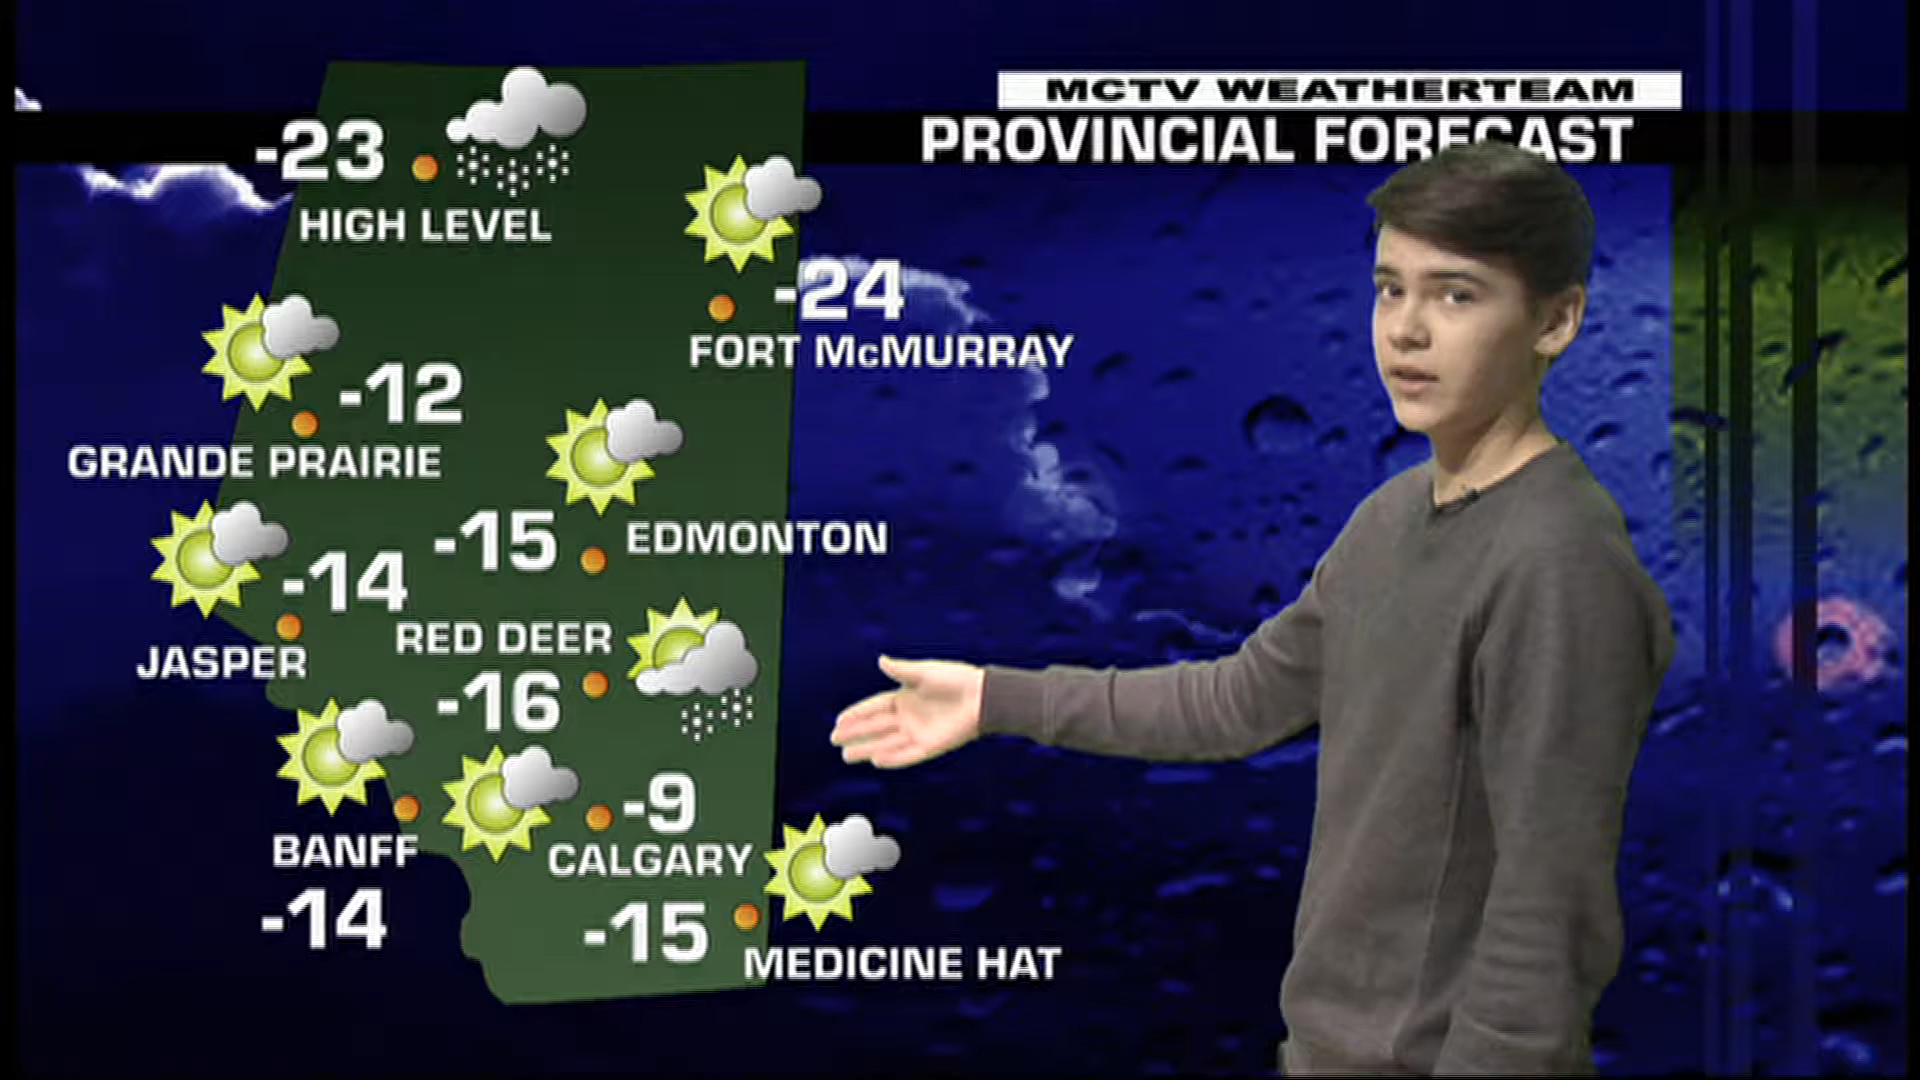 MCTV WEATHERTEAM
PROVINCIAL FORECAST
-23
HIGH LEVEL
-24
FORT McMURRAY
-12
GRANDE PRAIRIE
-15
EDMONTON
-14
JASPER
RED DEER
-16
-9
CALGARY
BANFF
-14
-15
MEDICINE HAT